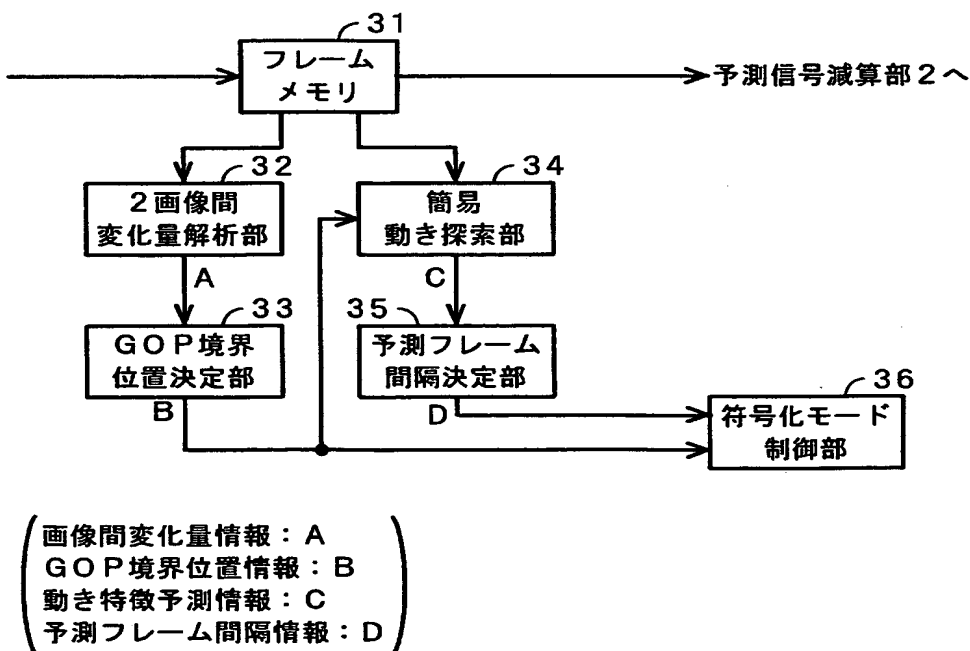 31
フレーム
メモリ
予測信号減算部2へ
32
2画像間
変化量解析部
34
簡易
動き探索部
A
C
33
GOP境界
位置決定部
35
予測フレーム
間隔決定部
B
D
36
符号化モード
制御部
画像間変化量情報：A
GOP境界位置情報：B
動き特徴予測情報：C
予測フレーム間隔情報：D